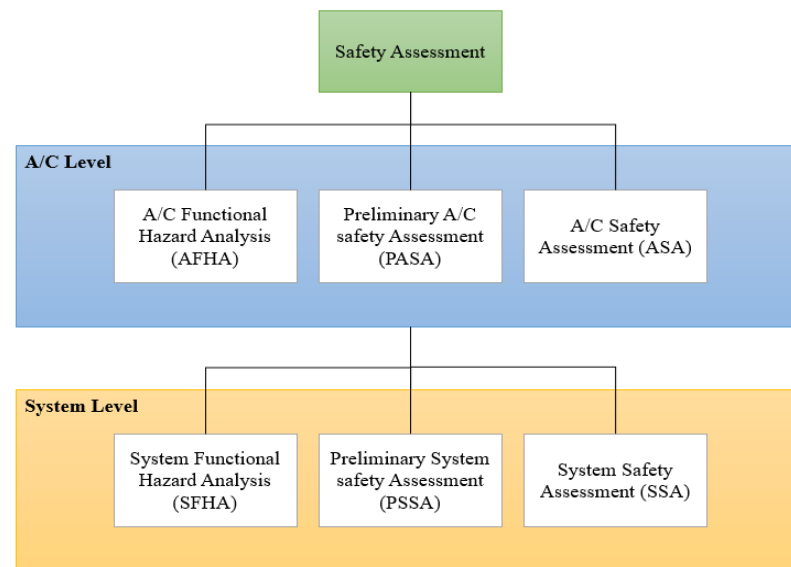 Safety Assessment
A/C Level
A/C Functional
Hazard Analysis
(AFHA)
Preliminary A/C
safety Assessment
(PASA)
A/C Safety
Assessment (ASA)
System Level
System Functional
Hazard Analysis
(SFHA)
Preliminary System
safety Assessment
(PSSA)
System Safety
Assessment (SSA)